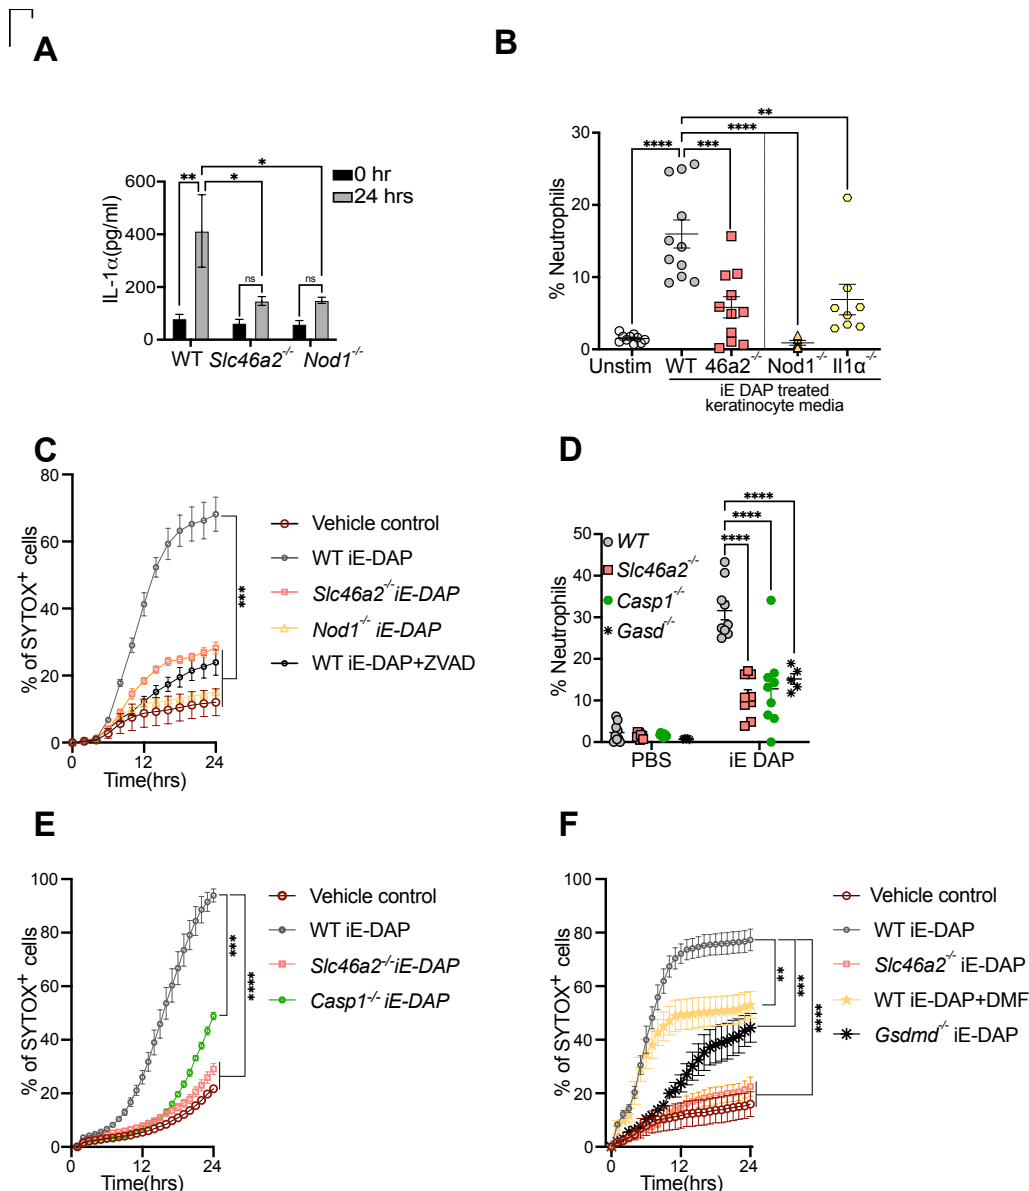 A
IL-1α(pg/ml)
600
400
200
0
** * *
ns ns
0 hr
24 hrs
WT Slc46a2-/- Nod1-/-
B
% Neutrophils
30
20
10
0
**
****
**** ***
Unstim WT 46a2-/- Nod1-/- Il1α-/-
iE DAP treated
keratinocyte media
C
% of SYTOX+ cells
80
60
40
20
0
0 12 24
Time(hrs)
***
Vehicle control
WT iE-DAP
Slc46a2-/-iE-DAP
Nod1-/- iE-DAP
WT iE-DAP+ZVAD
D
% Neutrophils
50
40
30
20
10
0
****
****
****
WT
Slc46a2-/-
Casp1-/-
Gasd-/-
PBS iE DAP
E
% of SYTOX+ cells
100
80
60
40
20
0
0 12 24
Time(hrs)
*** ****
Vehicle control
WT iE-DAP
Slc46a2-/-iE-DAP
Casp1-/- iE-DAP
F
% of SYTOX+ cells
100
80
60
40
20
0
0 12 24
Time(hrs)
** *** ****
Vehicle control
WT iE-DAP
Slc46a2-/- iE-DAP
WT iE-DAP+DMF
Gsdmd-/- iE-DAP